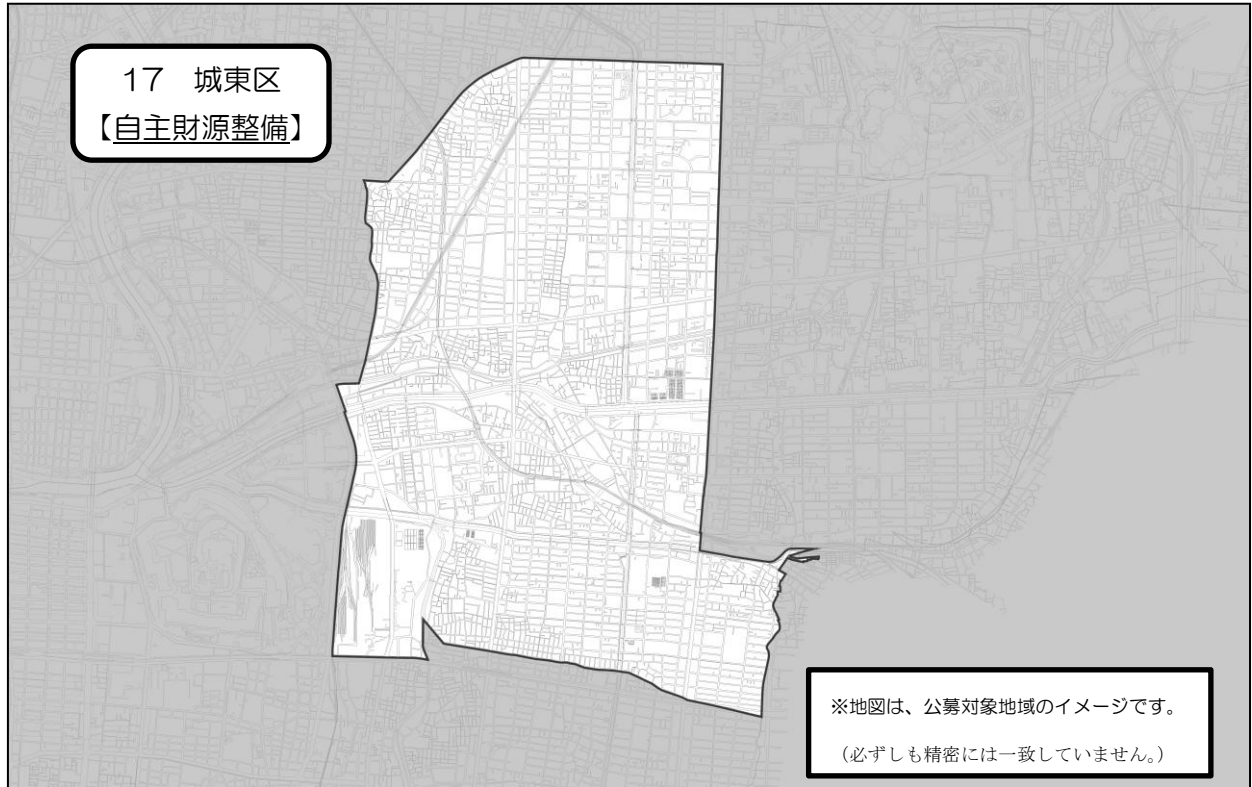 17 城東区
【自主財源整備】
※地図は、公募対象地域のイメージです。
(必ずしも精密には一致していません。)